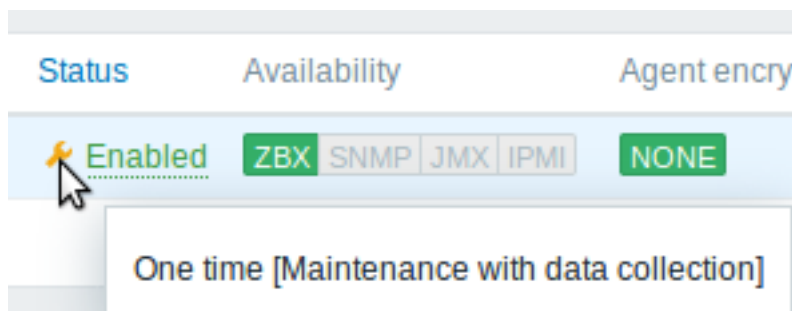 Status Availability Agent encry
Enabled ZBX SNMP JMX IPMI NONE
One time [Maintenance with data collection]